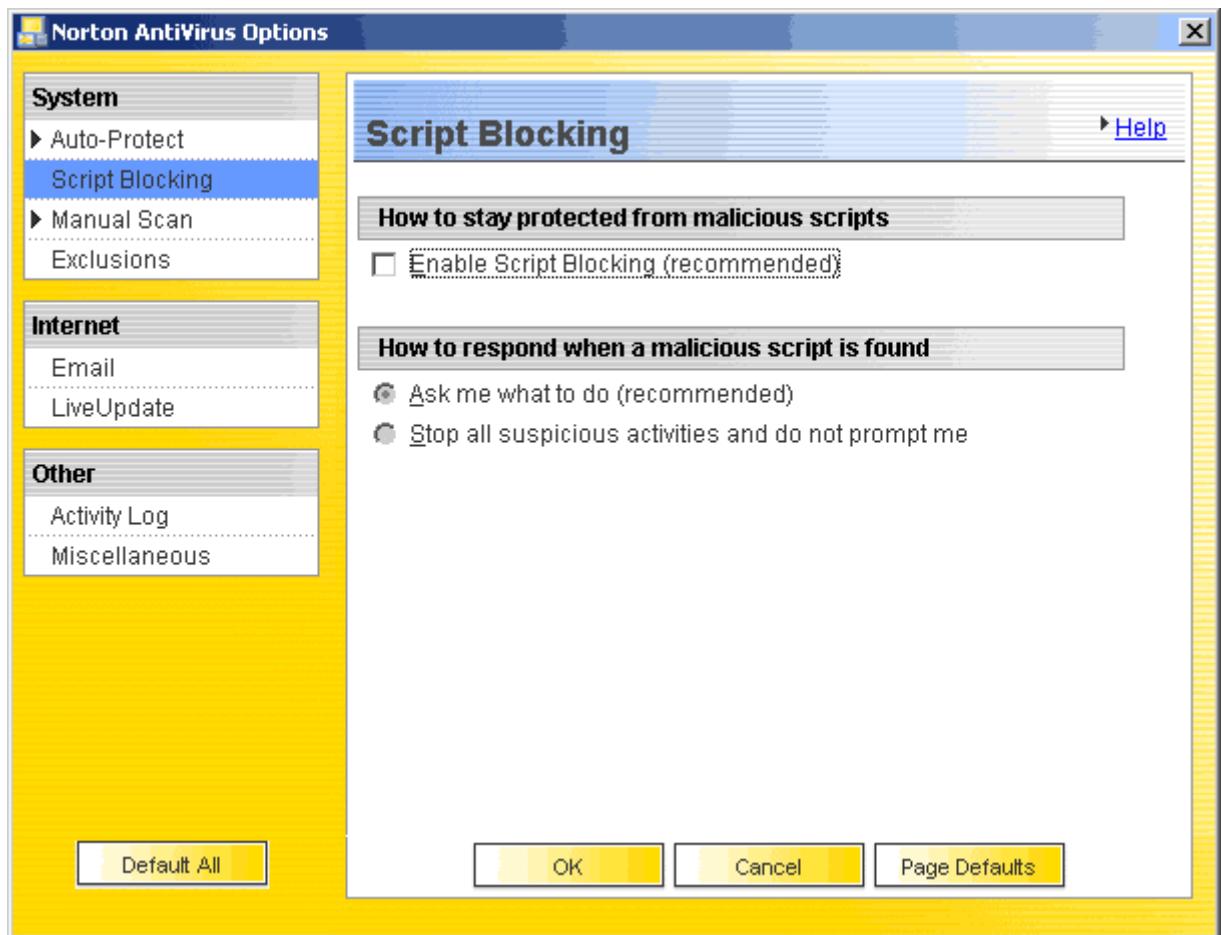 Norton AntiVirus Options
System
Auto-Protect
Script Blocking
Manual Scan
Exclusions
Internet
Email
LiveUpdate
Other
Activity Log
Miscellaneous
Default All
Script Blocking
Help
How to stay protected from malicious scripts
Enable Script Blocking (recommended)
How to respond when a malicious script is found
Ask me what to do (recommended)
Stop all suspicious activities and do not prompt me
OK
Cancel
Page Defaults